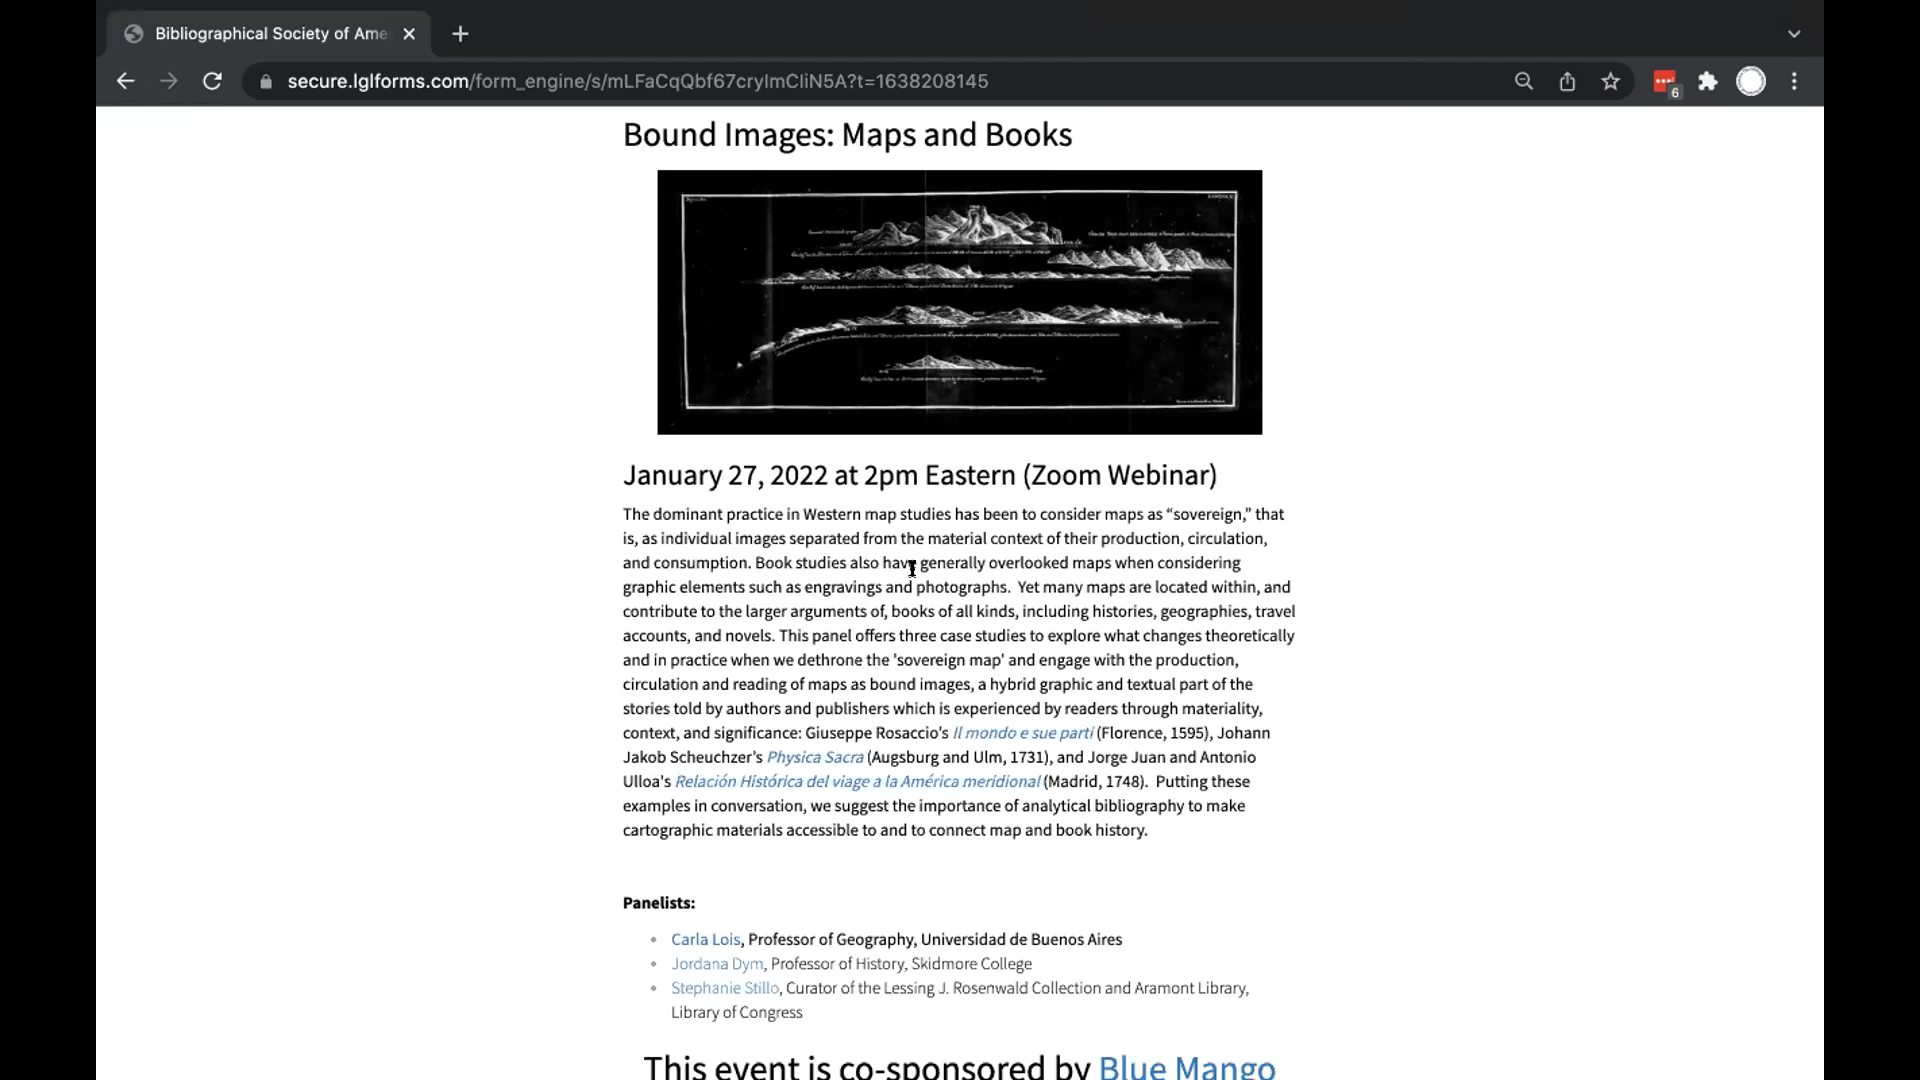 Bibliographical Society of Ame
secure.lglforms.com/form_engine/s/mLFaCqQbf67crylmCliN5A?t=1638208145
6
Bound Images: Maps and Books
January 27, 2022 at 2pm Eastern (Zoom Webinar)
The dominant practice in Western map studies has been to consider maps as “sovereign,” that
is, as individual images separated from the material context of their production, circulation,
and consumption. Book studies also have generally overlooked maps when considering
graphic elements such as engravings and photographs.  Yet many maps are located within, and
contribute to the larger arguments of, books of all kinds, including histories, geographies, travel
accounts, and novels. This panel offers three case studies to explore what changes theoretically
and in practice when we dethrone the 'sovereign map' and engage with the production,
circulation and reading of maps as bound images, a hybrid graphic and textual part of the
stories told by authors and publishers which is experienced by readers through materiality,
context, and significance: Giuseppe Rosaccio's Il mondo e sue parti (Florence, 1595), Johann
Jakob Scheuchzer’s Physica Sacra (Augsburg and Ulm, 1731), and Jorge Juan and Antonio
Ulloa's Relación Histórica del viage a la América meridional (Madrid, 1748).  Putting these
examples in conversation, we suggest the importance of analytical bibliography to make
cartographic materials accessible to and to connect map and book history.
Panelists:
Carla Lois, Professor of Geography, Universidad de Buenos Aires
Jordana Dym, Professor of History, Skidmore College
Stephanie Stillo, Curator of the Lessing J. Rosenwald Collection and Aramont Library,
Library of Congress
This event is co-sponsored by Blue Mango